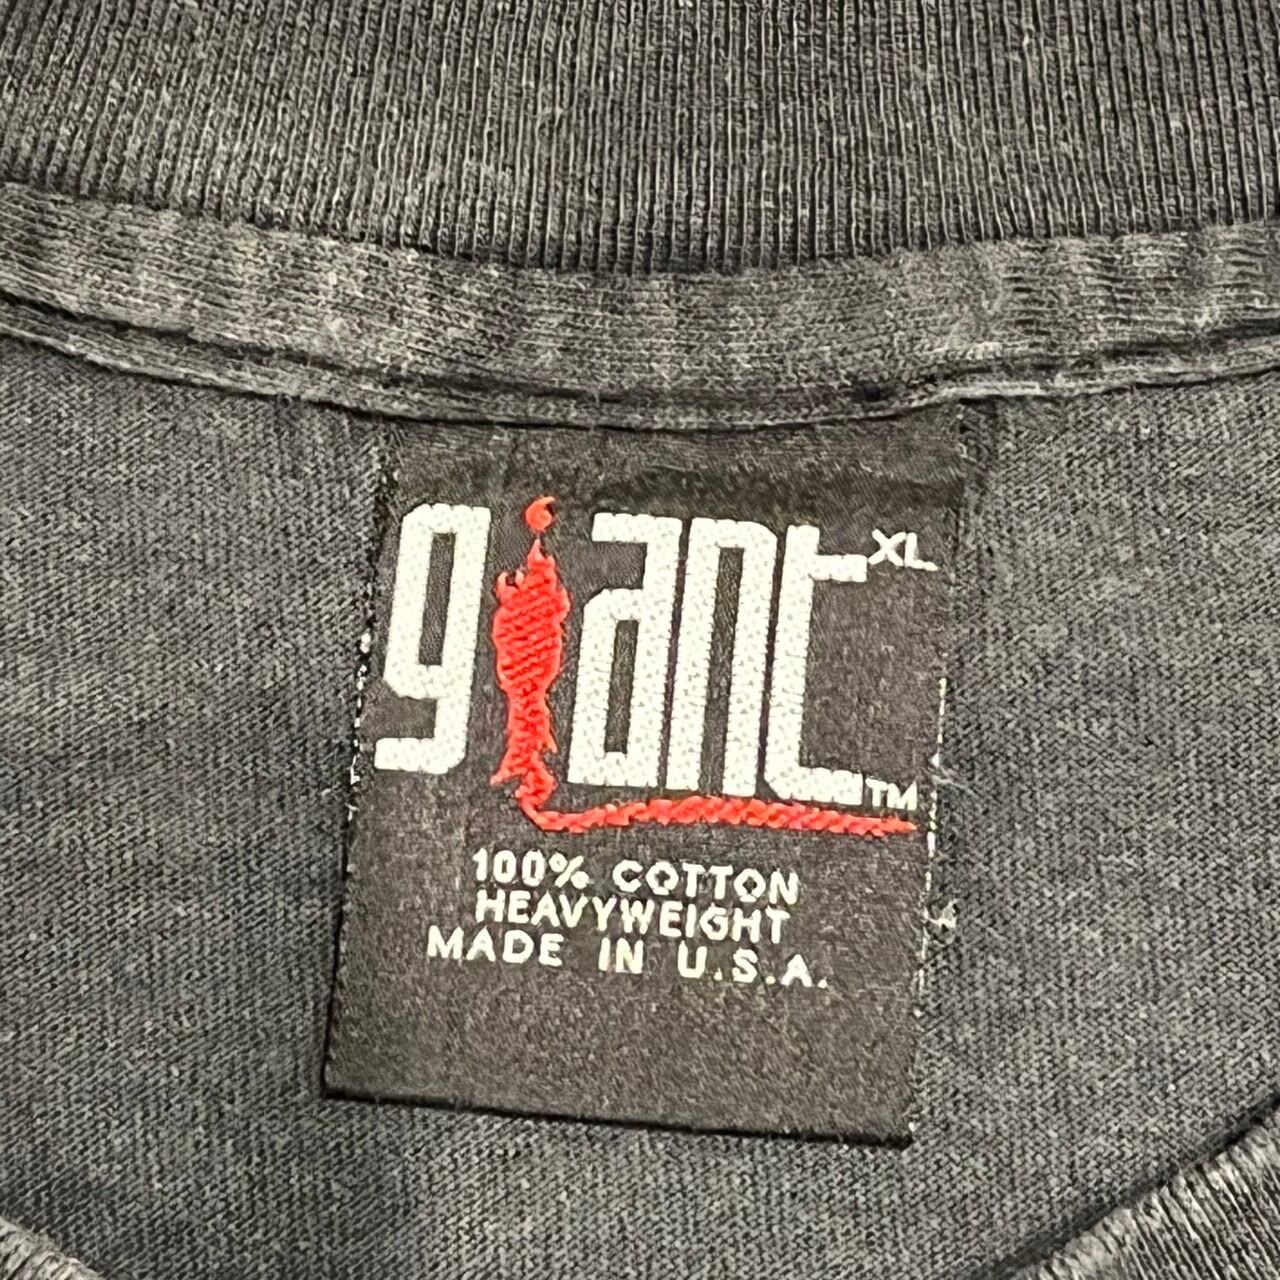 giant XL
TM
100% COTTON
HEAVYWEIGHT
MADE IN U.S.A.